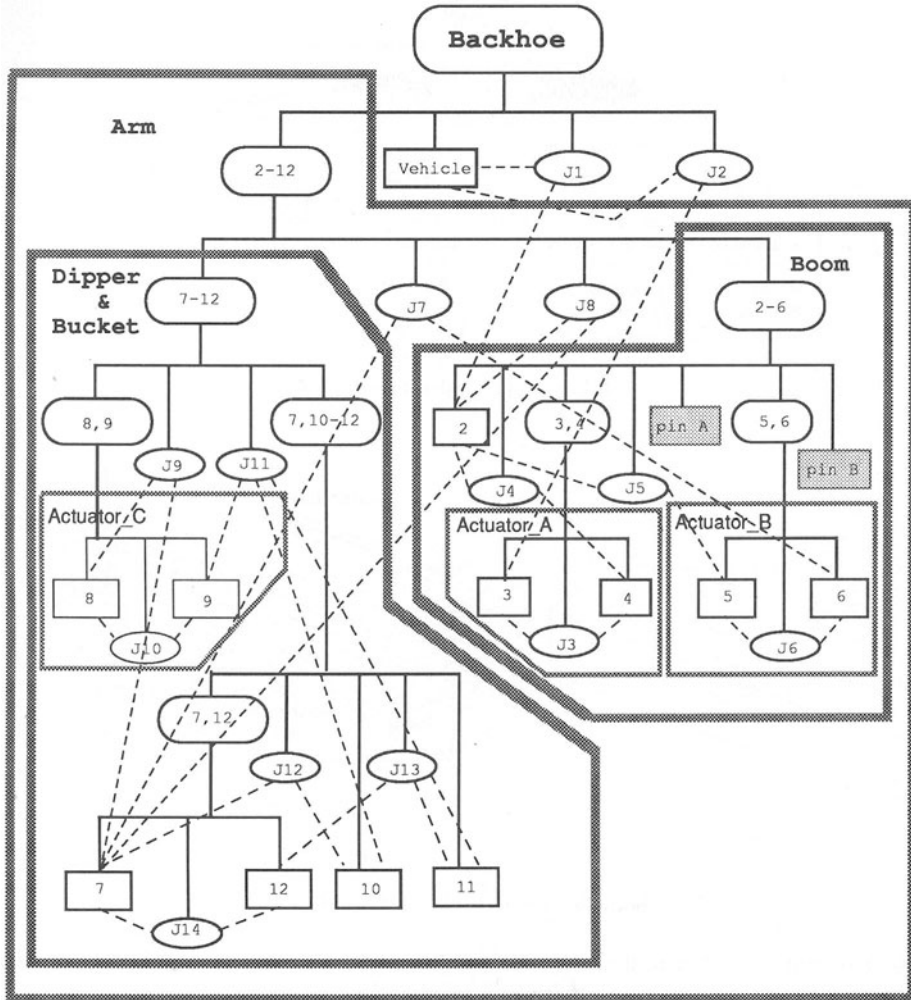 Backhoe
Arm
2-12
Vehicle
J1
J2
Dipper
&
Bucket
7-12
J7
J8
Boom
2-6
8,9
J9
J11
7,10-12
2
3,4
pin A
5,6
J4
J5
pin B
Actuator_C
Actuator_A
Actuator_B
8
9
3
4
5
6
J10
J3
J6
7,12
J12
J13
7
12
10
11
J14